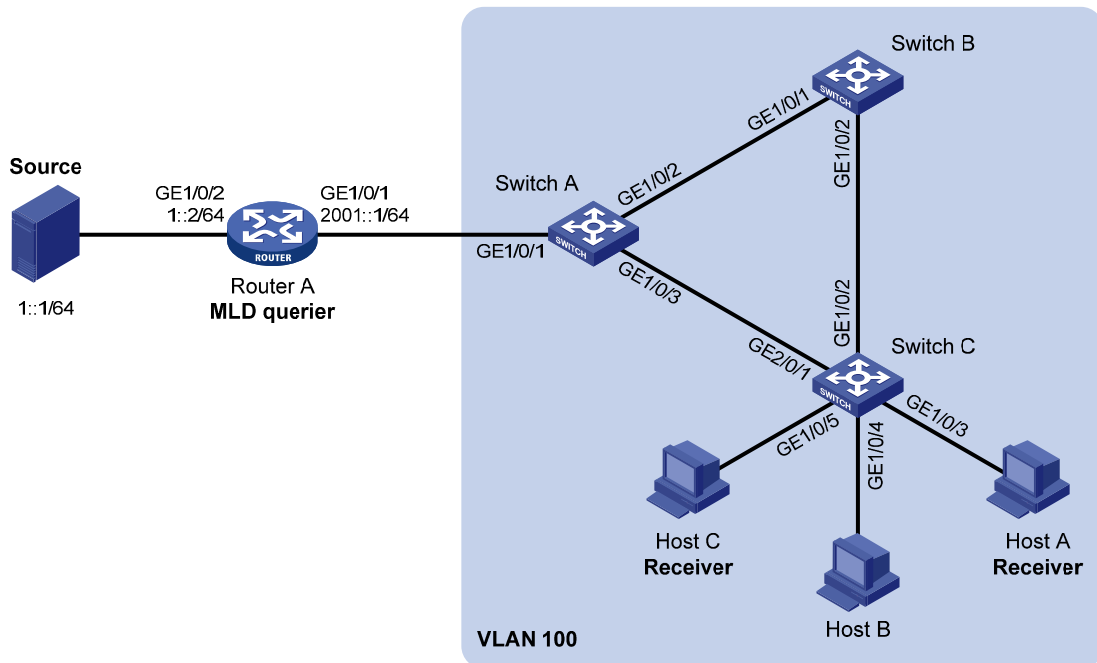 Source
1::1/64
GE1/0/2
1::2/64
GE1/0/1
2001::1/64
ROUTER
Router A
MLD querier
Switch A
GE1/0/1
SWITCH
GE1/0/2
GE1/0/3
Switch B
SWITCH
GE1/0/1
GE1/0/2
Switch C
SWITCH
GE1/0/2
GE2/0/1
GE1/0/5
GE1/0/4
GE1/0/3
Host C
Receiver
Host B
Host A
Receiver
VLAN 100